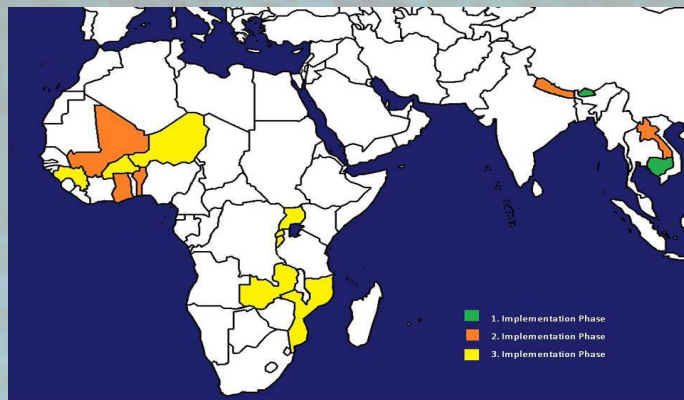 1. Implementation Phase
2. Implementation Phase
3. Implementation Phase